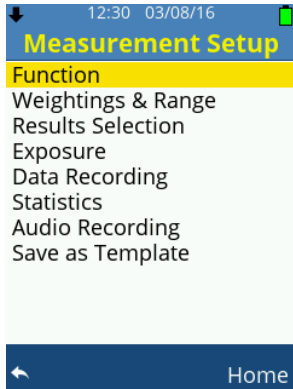 12:30 03/08/16
Measurement Setup
Function
Weightings & Range
Results Selection
Exposure
Data Recording
Statistics
Audio Recording
Save as Template
Home